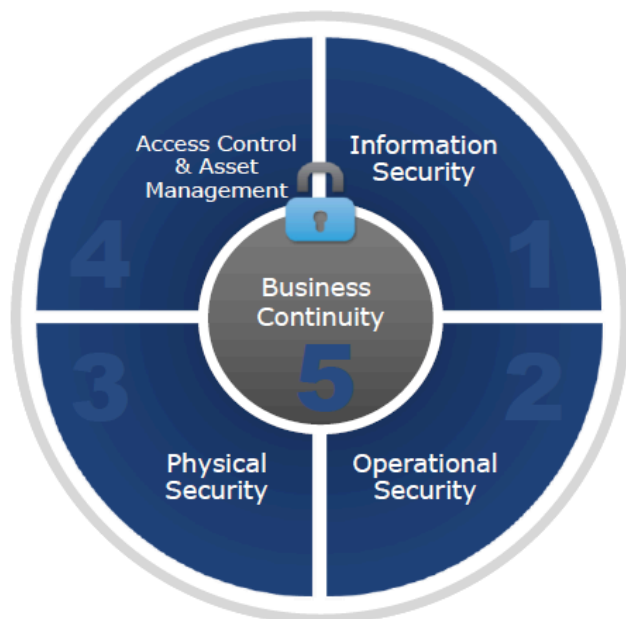 Access Control
& Asset
Management
4
Information
Security
1
Business
Continuity
5
3
Physical
Security
2
Operational
Security